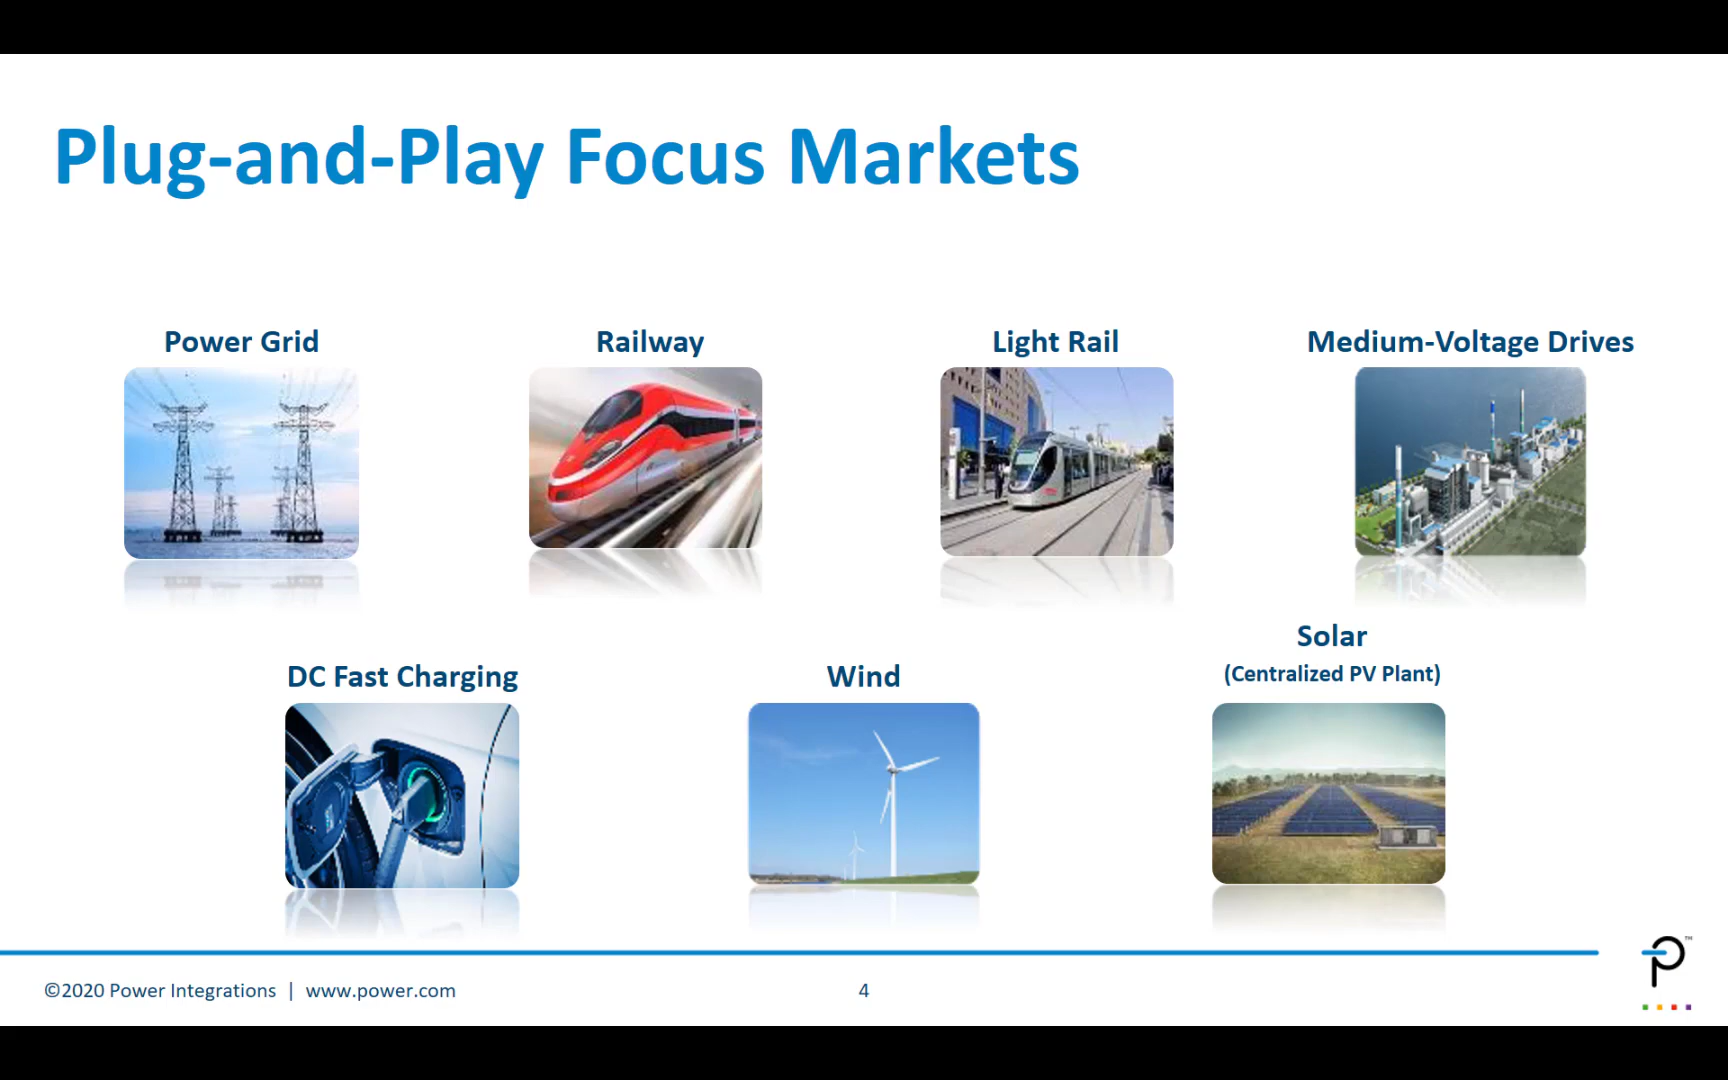 Plug-and-Play Focus Markets
Power Grid
Railway
Light Rail
Medium-Voltage Drives
DC Fast Charging
Wind
Solar
(Centralized PV Plant)
©2020 Power Integrations | www.power.com
4
TM